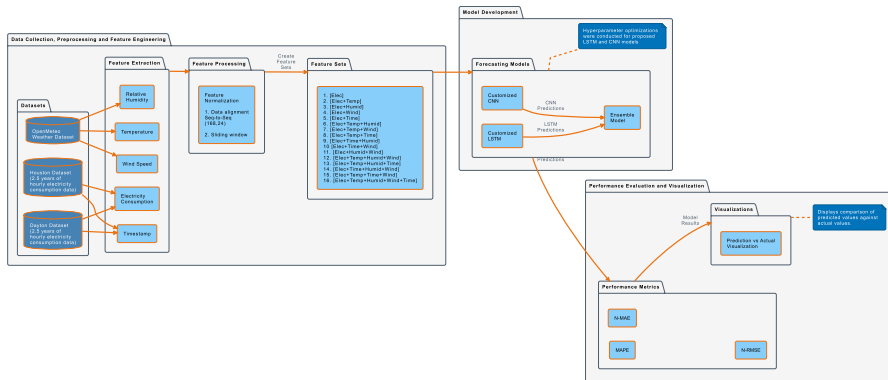 Data Collection, Preprocessing and Feature Engineering
Datasets
OpenMeteo
Weather Dataset
Houston Dataset
(2.5 years of
hourly electricity
consumption data)
Dayton Dataset
(2.5 years of
hourly electricity
consumption data)
Feature Extraction
Relative
Humidity
Temperature
Wind Speed
Electricity
Consumption
Timestamp
Feature Processing
Feature
Normalization
1. Data alignment
Seq-to-Seq
(168,24)
2. Sliding window
Create
Feature
Sets
Feature Sets
1. [Elec]
2. [Elec+Temp]
3. [Elec+Humid]
4. [Elec+Wind]
5. [Elec+Time]
6. [Elec+Temp+Humid]
7. [Elec+Temp+Wind]
8. [Elec+Temp+Time]
9. [Elec+Time+Humid]
10. [Elec+Time+Wind]
11. [Elec+Humid+Wind]
12. [Elec+Temp+Humid+Wind]
13. [Elec+Temp+Humid+Time]
14. [Elec+Time+Humid+Wind]
15. [Elec+Temp+Time+Wind]
16. [Elec+Temp+Humid+Wind+Time]
Model Development
Hyperparameter optimizations
were conducted for proposed
LSTM and CNN models
Forecasting Models
Customized
CNN
Customized
LSTM
CNN
Predictions
LSTM
Predictions
Ensemble
Model
Predictions
Performance Evaluation and Visualization
Model
Results
Visualizations
Prediction vs Actual
Visualization
Displays comparison of
predicted values against
actual values.
Performance Metrics
N-MAE
MAPE
N-RMSE